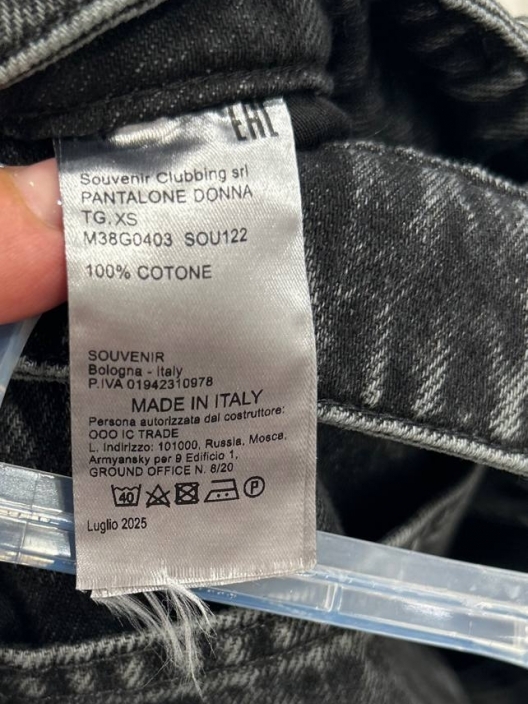 EAC
Souvenir Clubbing srl
PANTALONE DONNA
TG. XS
M38G0403 SOU122
100% COTONE
SOUVENIR
Bologna - Italy
P.IVA 01942310978
MADE IN ITALY
Persona autorizzata dal costruttore:
OOO IC TRADE
L. Indirizzo: 101000, Russia, Mosca.
Armyansky per 9 Edificio 1,
GROUND OFFICE N. 8/20
40 P
Luglio 2025